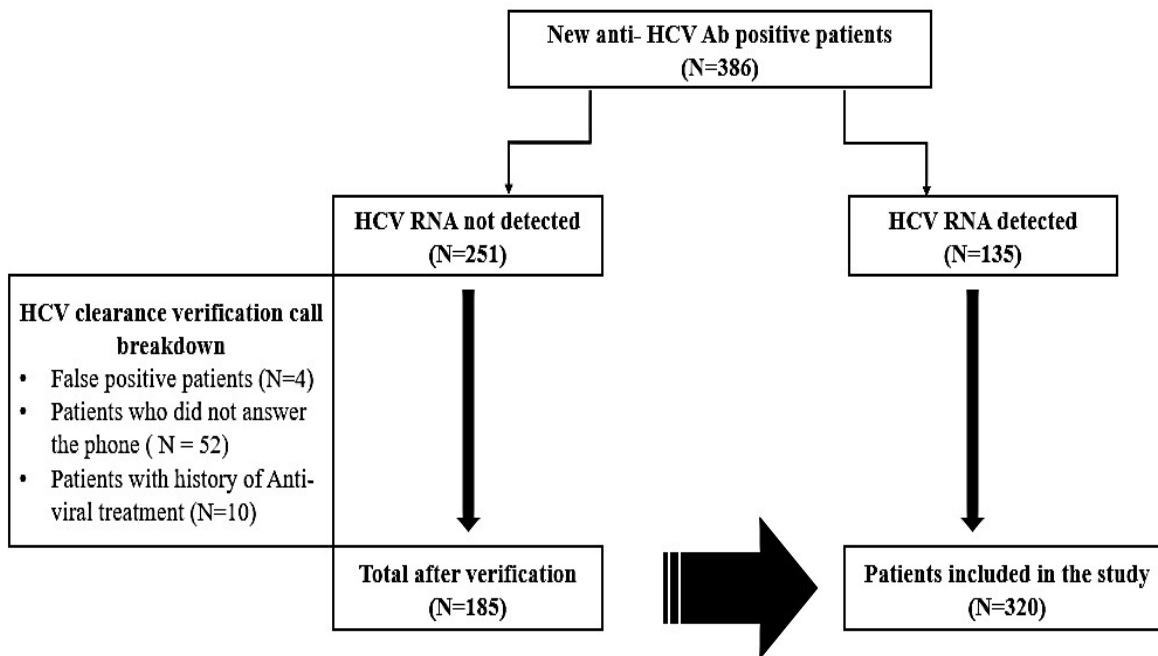 New anti- HCV Ab positive patients
(N=386)
HCV RNA not detected
(N=251)
HCV RNA detected
(N=135)
HCV clearance verification call
breakdown
• False positive patients (N=4)
• Patients who did not answer
the phone ( N = 52)
• Patients with history of Anti-
viral treatment (N=10)
Total after verification
(N=185)
Patients included in the study
(N=320)